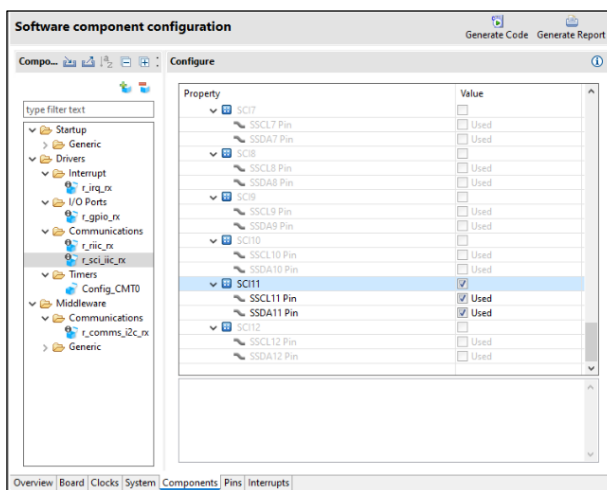 Software component configuration
Generate Code Generate Report
Compo... Configure
type filter text
Startup
Generic
Drivers
Interrupt
r_irq_rx
I/O Ports
r_gpio_rx
Communications
r_riic_rx
r_sci_iic_rx
Timers
Config_CMT0
Middleware
Communications
r_comms_i2c_rx
Generic
Property Value
SCI7
SSCL7 Pin Used
SSDA7 Pin Used
SCI8
SSCL8 Pin Used
SSDA8 Pin Used
SCI9
SSCL9 Pin Used
SSDA9 Pin Used
SCI10
SSCL10 Pin Used
SSDA10 Pin Used
SCI11
SSCL11 Pin Used
SSDA11 Pin Used
SCI12
SSCL12 Pin Used
SSDA12 Pin Used
Overview Board Clocks System Components Pins Interrupts